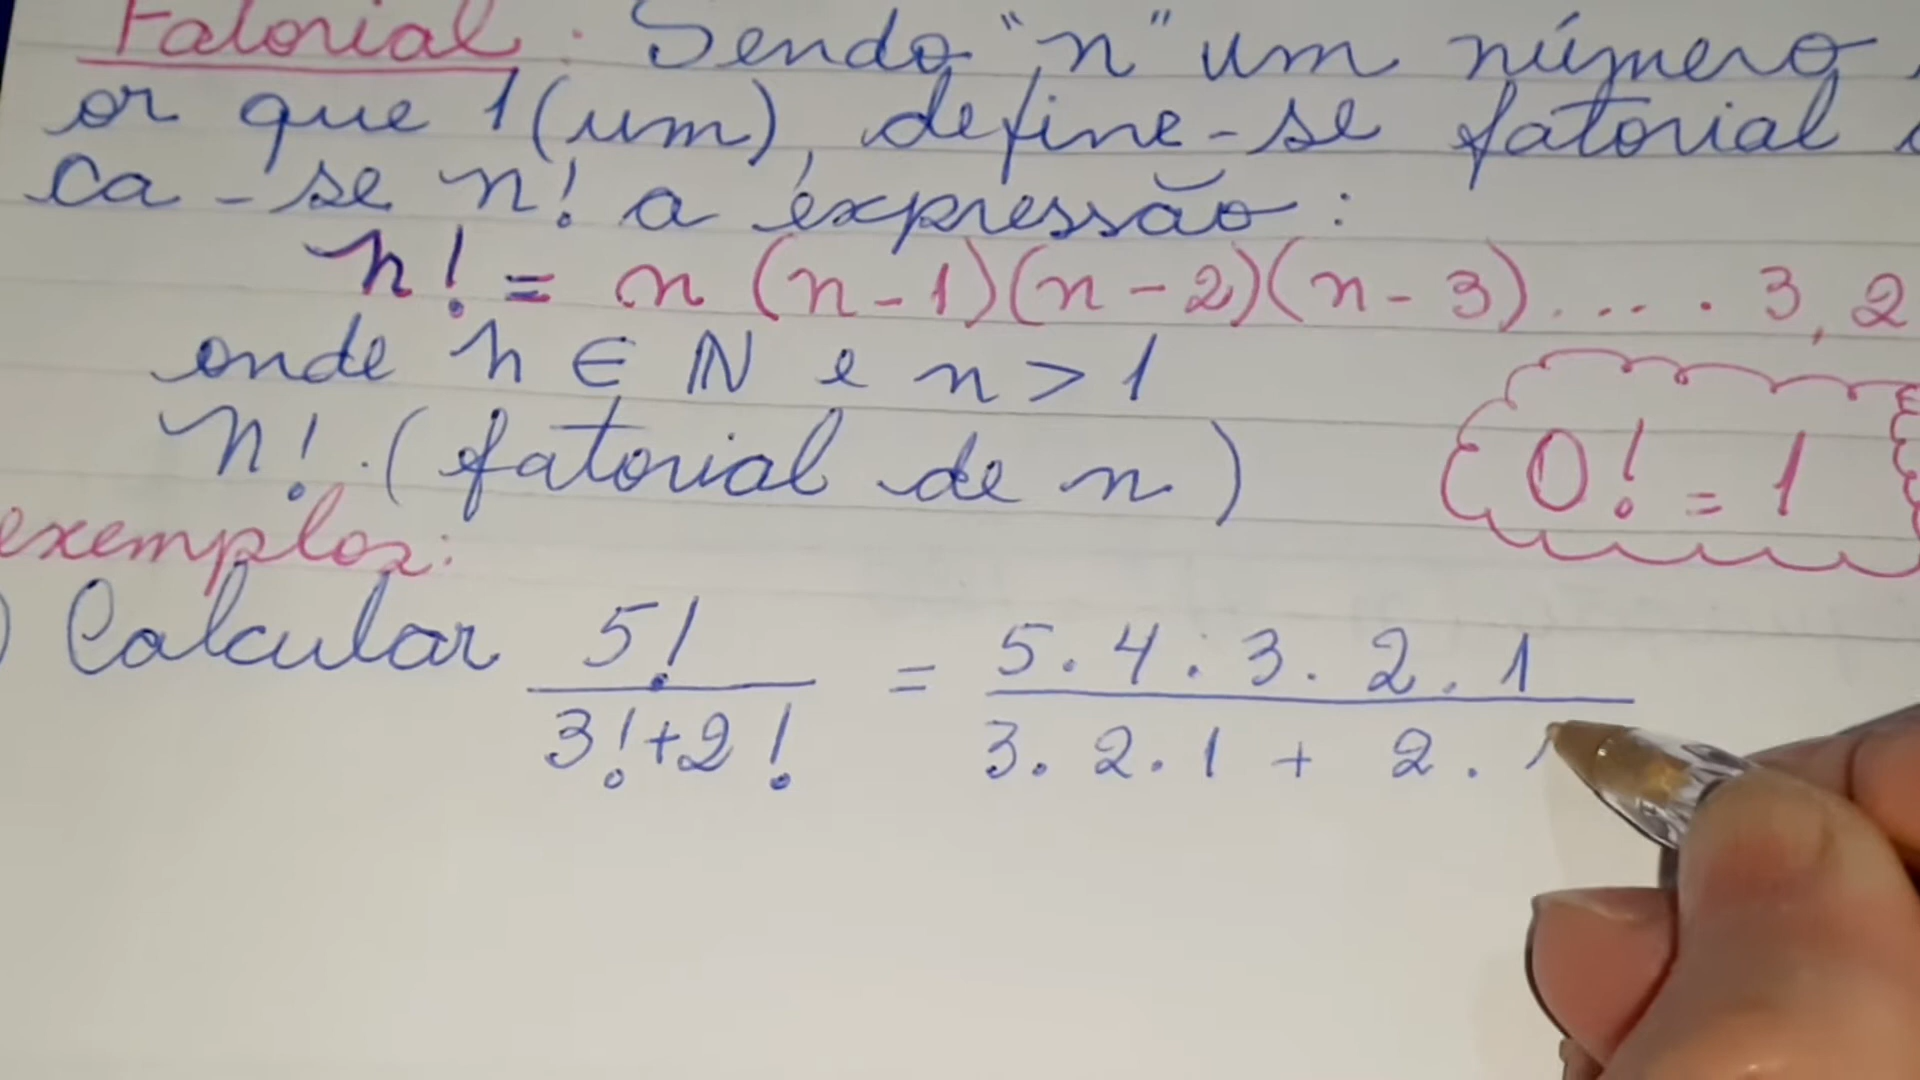 Fatorial: Sendo "n" um número
or que 1 (um), define-se fatorial
ca-se n! a expressão:
n! = n (n-1)(n-2)(n-3).... . 3, 2
onde n ∈ ℕ e n > 1
n! . (fatorial de n)
0! = 1
exemplos:
) Calcular 5! / 3!+2! = 5.4.3.2.1 / 3.2.1 + 2.1